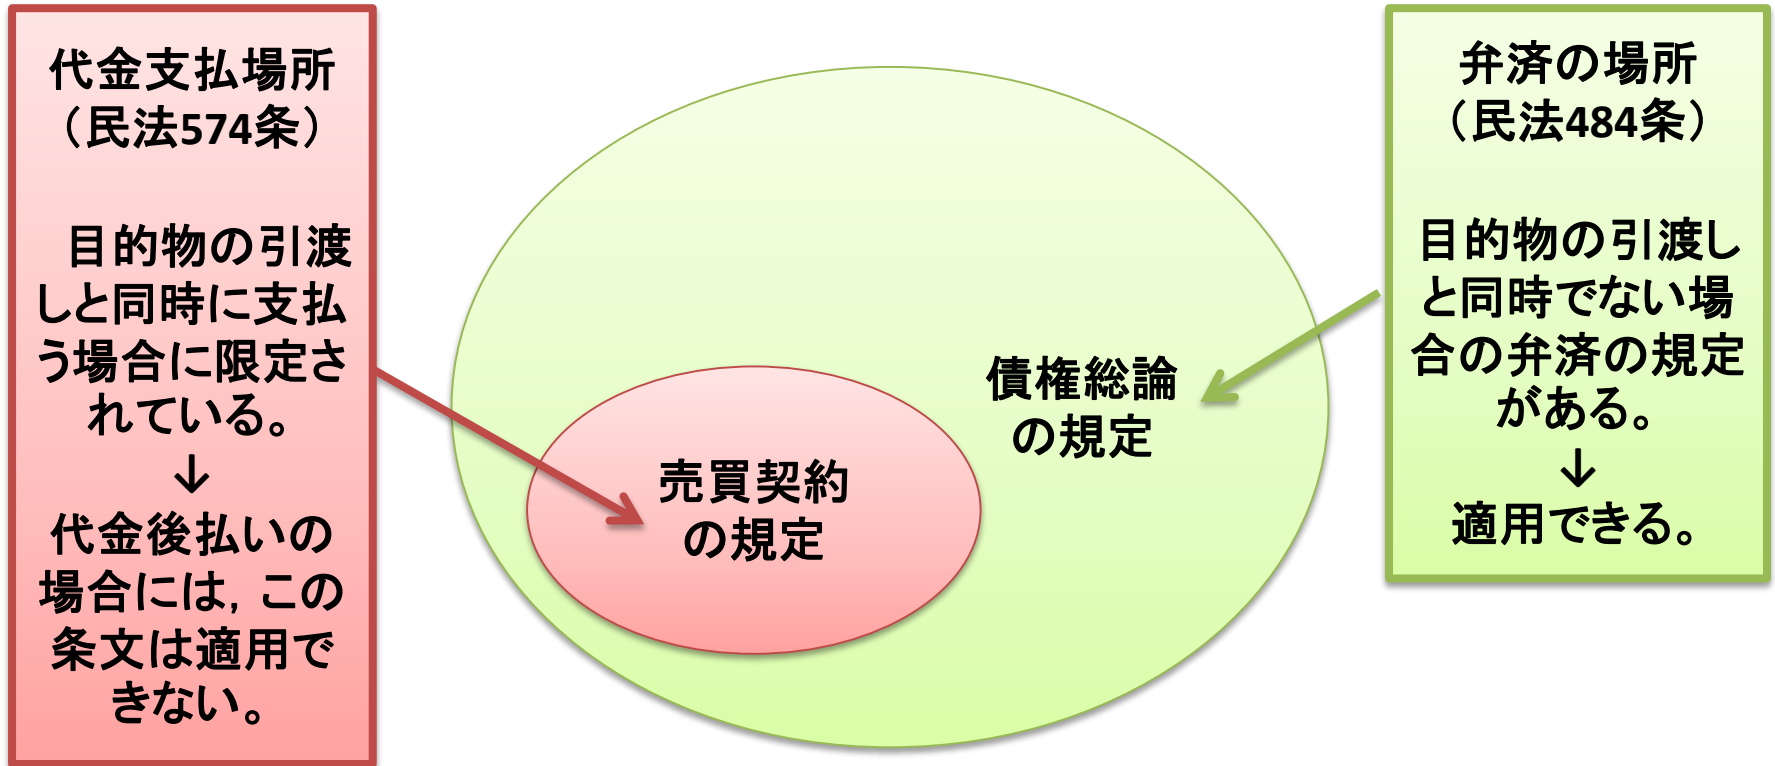 代金支払場所
（民法574条）
目的物の引渡
しと同時に支払
う場合に限定さ
れている。
↓
代金後払いの
場合には，この
条文は適用で
きない。
売買契約
の規定
債権総論
の規定
弁済の場所
（民法484条）
目的物の引渡し
と同時でない場
合の弁済の規定
がある。
↓
適用できる。